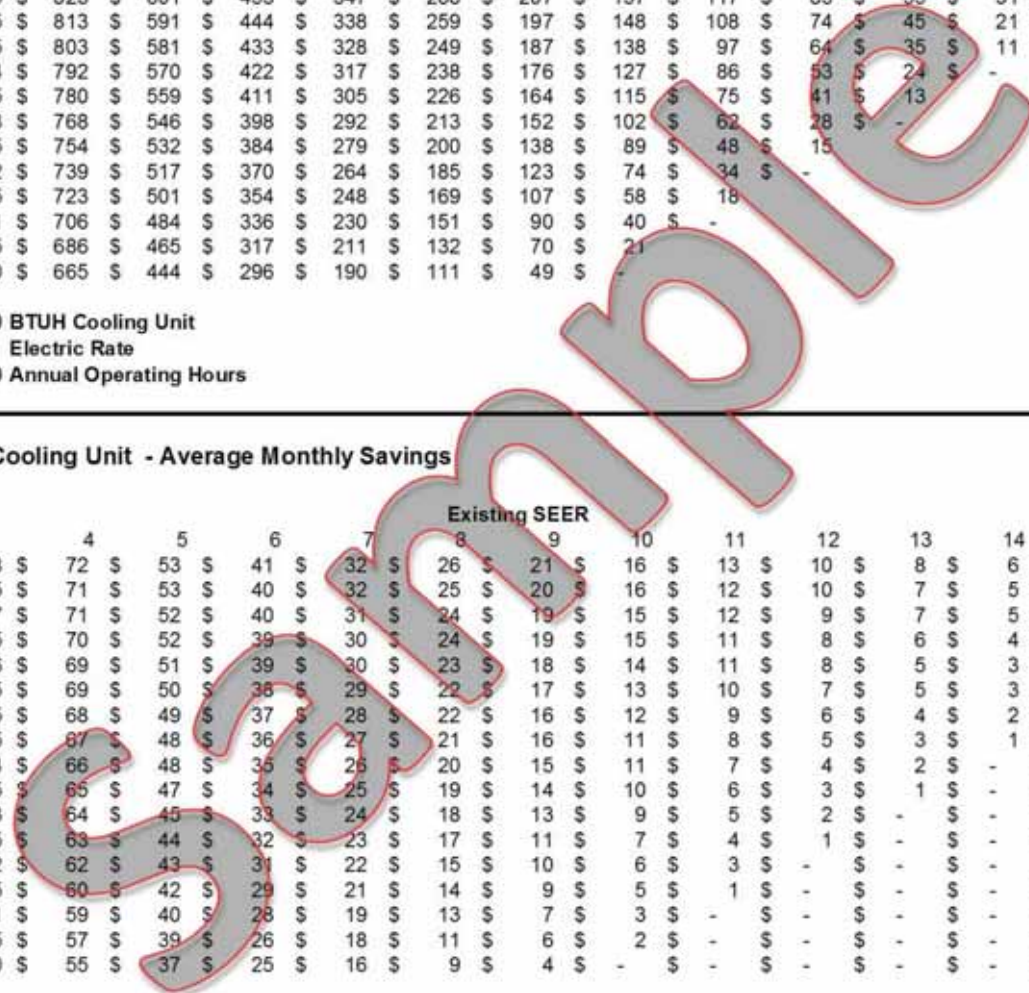 $ 813 $ 591 $ 444 $ 338 $ 259 $ 197 $ 148 $ 108 $ 74 $ 45 $ 21
$ 803 $ 581 $ 433 $ 328 $ 249 $ 187 $ 138 $ 97 $ 64 $ 35 $ 11
$ 792 $ 570 $ 422 $ 317 $ 238 $ 176 $ 127 $ 86 $ 53 $ 24 $ -
$ 780 $ 559 $ 411 $ 305 $ 226 $ 164 $ 115 $ 75 $ 41 $ 13
$ 768 $ 546 $ 398 $ 292 $ 213 $ 152 $ 102 $ 62 $ 28 $ -
$ 754 $ 532 $ 384 $ 279 $ 200 $ 138 $ 89 $ 48 $ 15
$ 739 $ 517 $ 370 $ 264 $ 185 $ 123 $ 74 $ 34 $ -
$ 723 $ 501 $ 354 $ 248 $ 169 $ 107 $ 58 $ 18
$ 706 $ 484 $ 336 $ 230 $ 151 $ 90 $ 40 $ -
$ 686 $ 465 $ 317 $ 211 $ 132 $ 70 $ 21
$ 665 $ 444 $ 296 $ 190 $ 111 $ 49 $ -
BTUH Cooling Unit
Electric Rate
Annual Operating Hours
Cooling Unit - Average Monthly Savings
Existing SEER
4 5 6 7 8 9 10 11 12 13 14
$ 72 $ 53 $ 41 $ 32 $ 26 $ 21 $ 16 $ 13 $ 10 $ 8 $ 6
$ 71 $ 53 $ 40 $ 32 $ 25 $ 20 $ 16 $ 12 $ 10 $ 7 $ 5
$ 71 $ 52 $ 40 $ 31 $ 24 $ 19 $ 15 $ 12 $ 9 $ 7 $ 5
$ 70 $ 52 $ 39 $ 30 $ 24 $ 19 $ 15 $ 11 $ 8 $ 6 $ 4
$ 69 $ 51 $ 39 $ 30 $ 23 $ 18 $ 14 $ 11 $ 8 $ 5 $ 3
$ 69 $ 50 $ 38 $ 29 $ 22 $ 17 $ 13 $ 10 $ 7 $ 5 $ 3
$ 68 $ 49 $ 37 $ 28 $ 22 $ 16 $ 12 $ 9 $ 6 $ 4 $ 2
$ 67 $ 48 $ 36 $ 27 $ 21 $ 16 $ 11 $ 8 $ 5 $ 3 $ 1
$ 66 $ 48 $ 35 $ 26 $ 20 $ 15 $ 11 $ 7 $ 4 $ 2 $ -
$ 65 $ 47 $ 34 $ 25 $ 19 $ 14 $ 10 $ 6 $ 3 $ 1 $ -
$ 64 $ 45 $ 33 $ 24 $ 18 $ 13 $ 9 $ 5 $ 2 $ - $ -
$ 63 $ 44 $ 32 $ 23 $ 17 $ 11 $ 7 $ 4 $ 1 $ - $ -
$ 62 $ 43 $ 31 $ 22 $ 15 $ 10 $ 6 $ 3 $ - $ - $ -
$ 60 $ 42 $ 29 $ 21 $ 14 $ 9 $ 5 $ 1 $ - $ - $ -
$ 59 $ 40 $ 28 $ 19 $ 13 $ 7 $ 3 $ - $ - $ - $ -
$ 57 $ 39 $ 26 $ 18 $ 11 $ 6 $ 2 $ - $ - $ - $ -
$ 55 $ 37 $ 25 $ 16 $ 9 $ 4 $ - $ - $ - $ - $ -
Sample